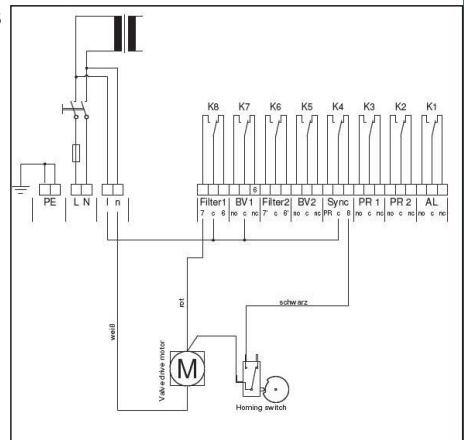 K8 K7 K6 K5 K4 K3 K2 K1
6
PE L N l n Filter1 BV1 Filter2 BV2 Sync PR 1 PR 2 AL
7 c 6 no c nc 7' c 6' no c nc PR c 8 no c nc no c nc no c nc
rot
schwarz
weiß
Valve drive motor
M
Homing switch